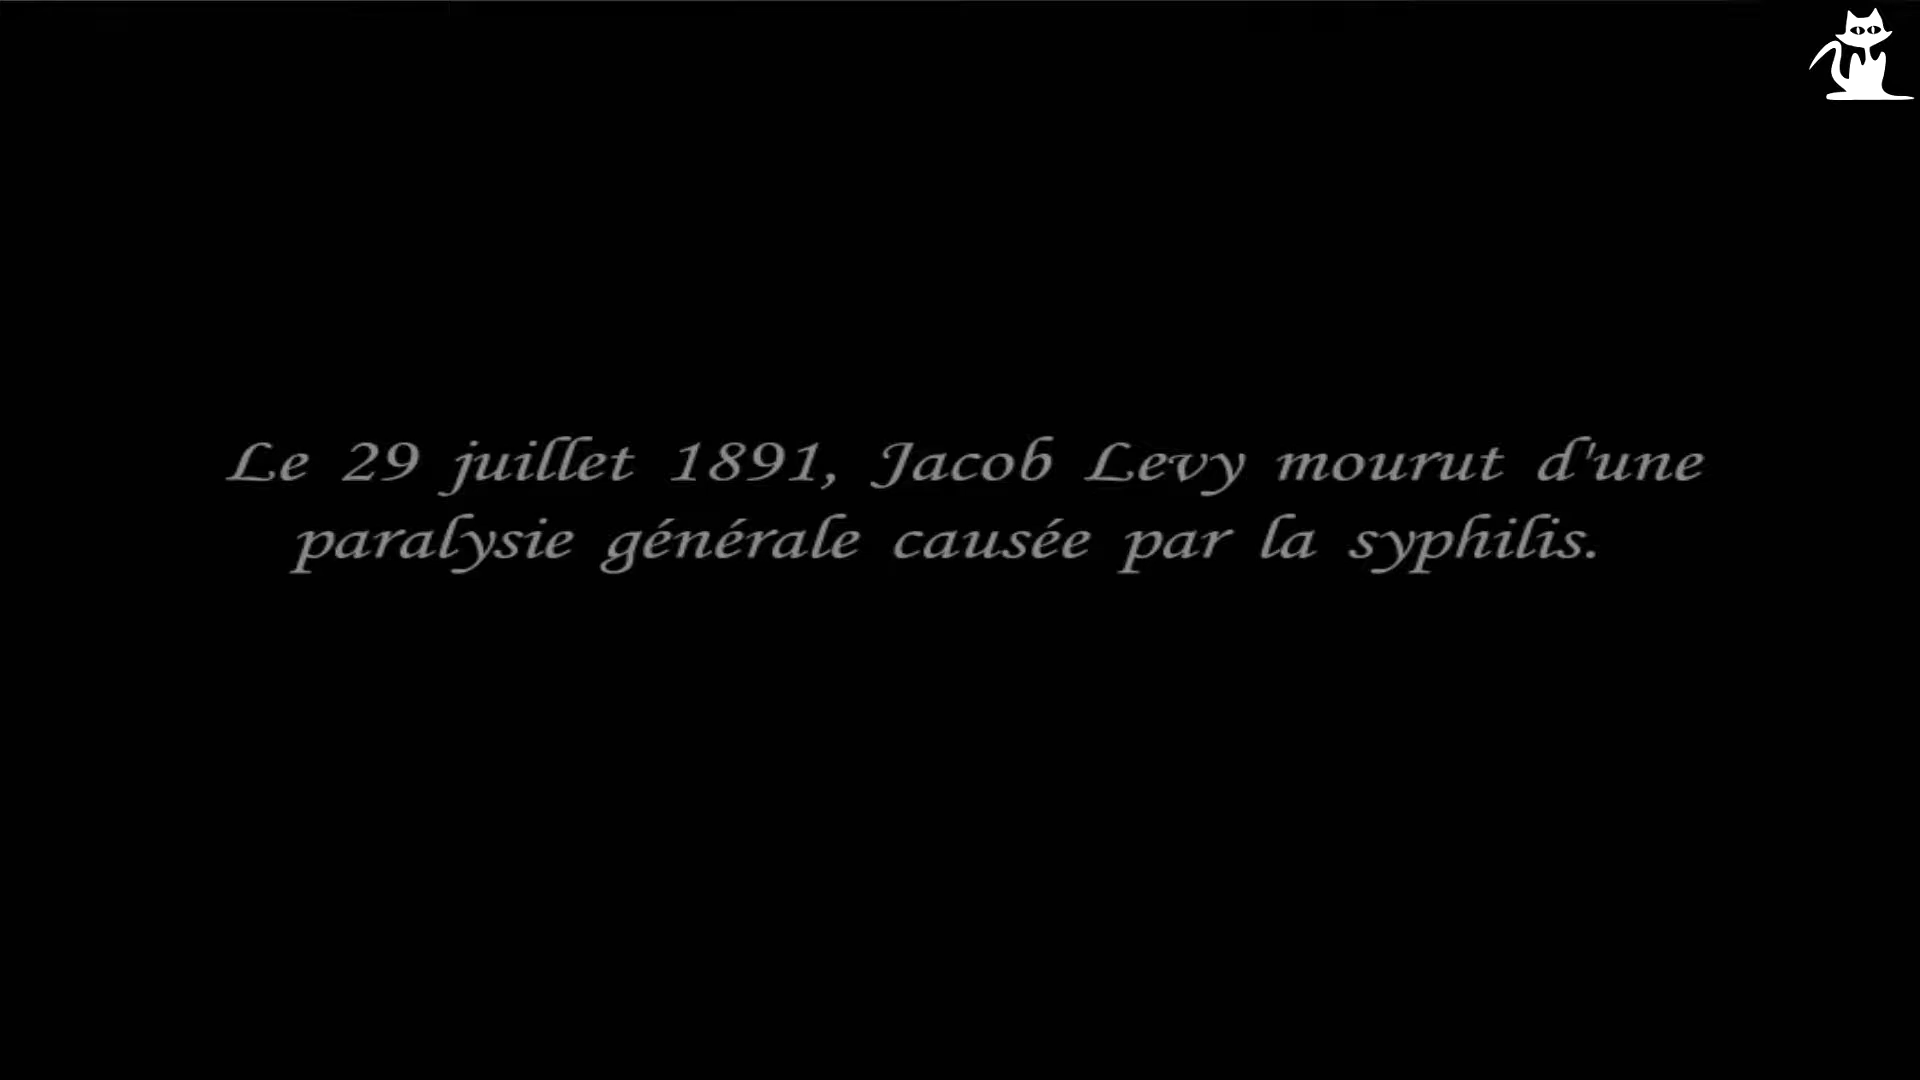 Le 29 juillet 1891, Jacob Levy mourut d'une
paralysie générale causée par la syphilis.